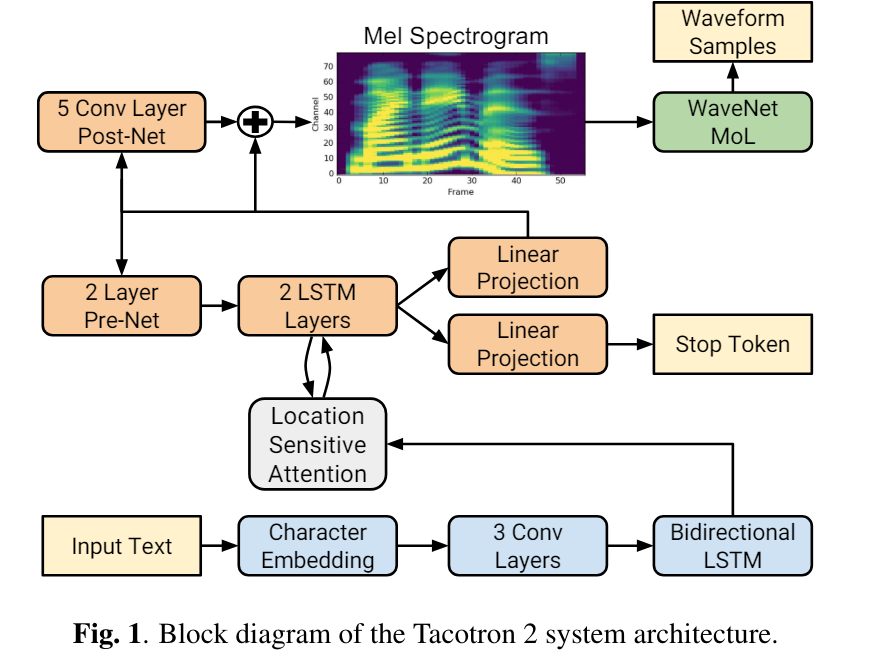 Mel Spectrogram
Waveform
Samples
5 Conv Layer
Post-Net
WaveNet
MoL
Channel
70
60
50
40
30
20
10
0
0 10 20 30 40 50
Frame
2 Layer
Pre-Net
2 LSTM
Layers
Linear
Projection
Linear
Projection
Stop Token
Location
Sensitive
Attention
Input Text
Character
Embedding
3 Conv
Layers
Bidirectional
LSTM
Fig. 1. Block diagram of the Tacotron 2 system architecture.